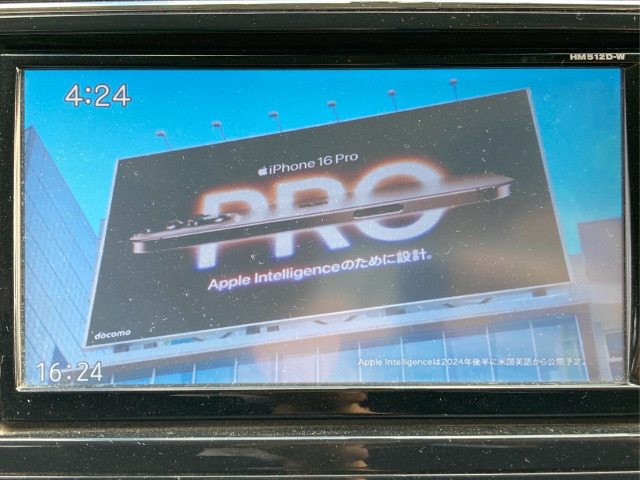 HM512D-W
4:24
iPhone 16 Pro
PRO
Apple Intelligenceのために設計。
docomo
16:24
Apple Intelligenceは2024年後半に米国英語から公開予定。